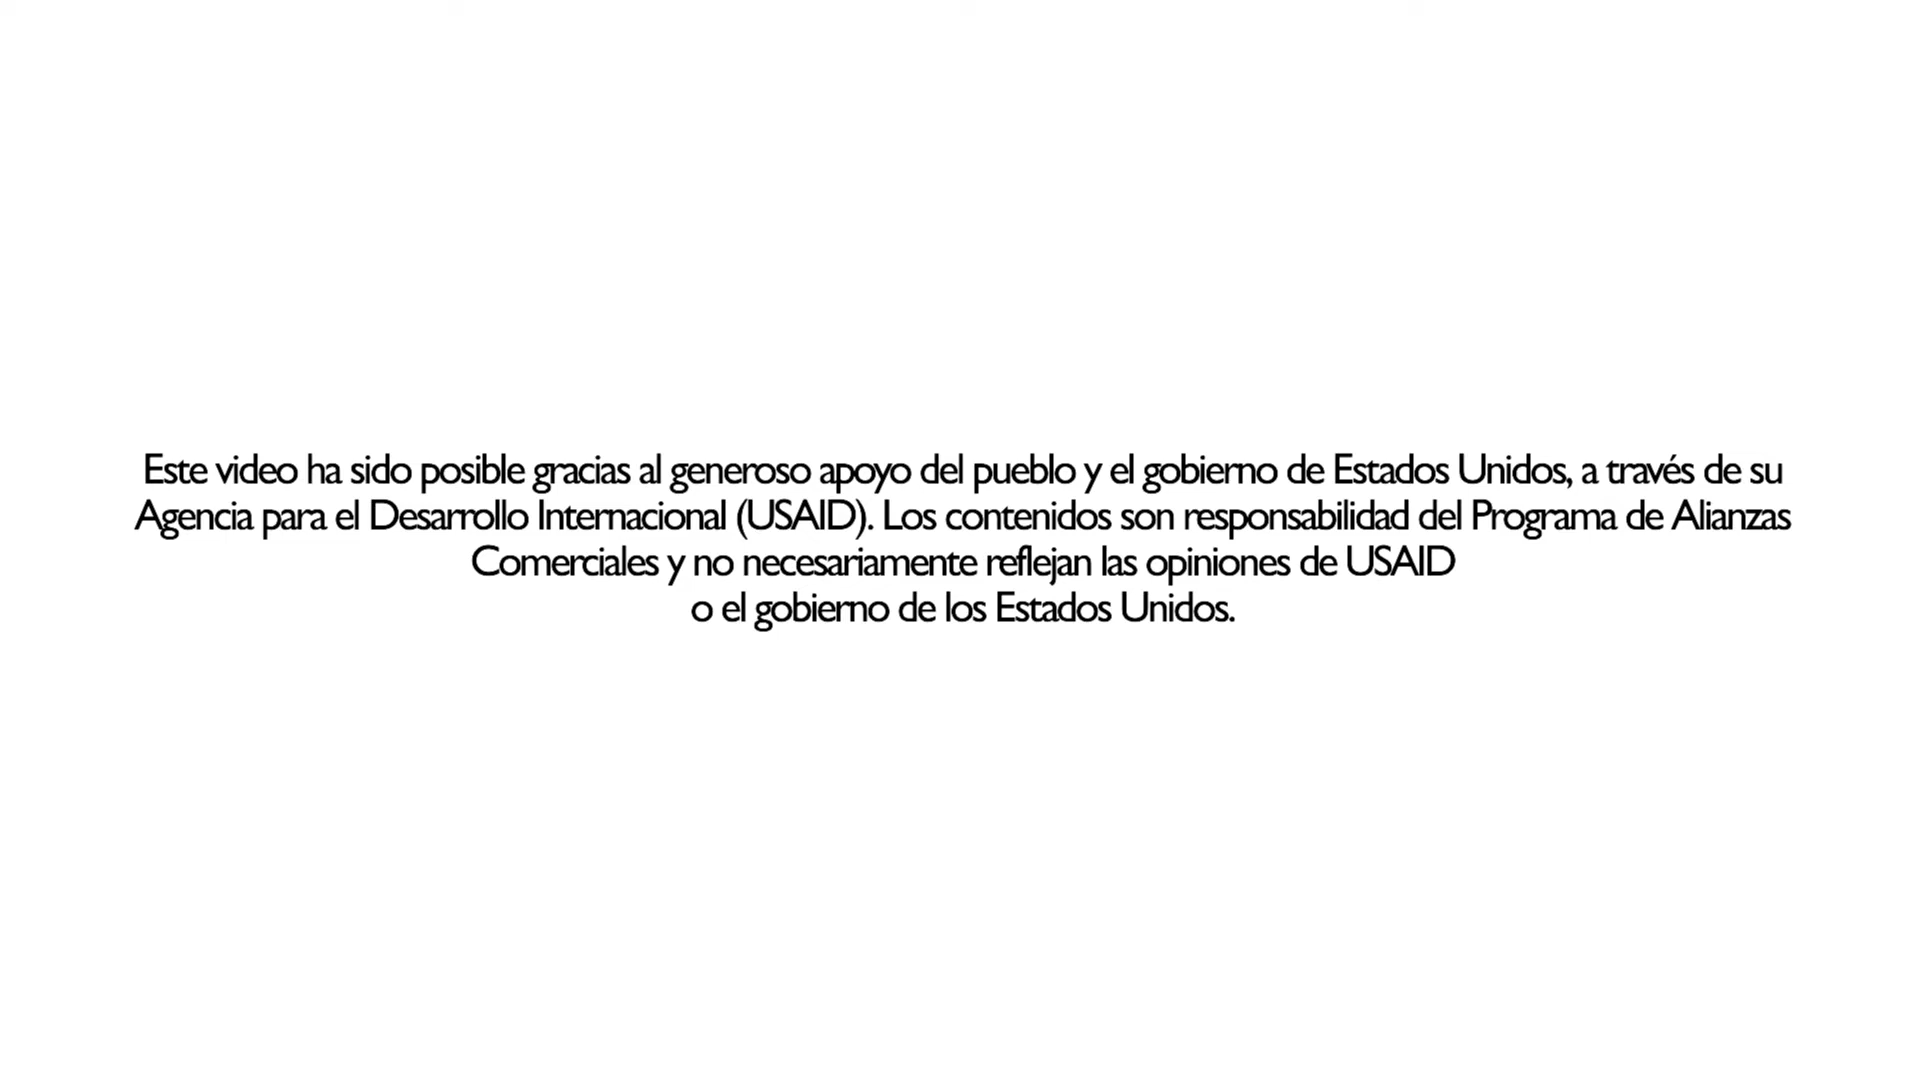 Este video ha sido posible gracias al generoso apoyo del pueblo y el gobierno de Estados Unidos, a través de su
Agencia para el Desarrollo Internacional (USAID). Los contenidos son responsabilidad del Programa de Alianzas
Comerciales y no necesariamente reflejan las opiniones de USAID
o el gobierno de los Estados Unidos.